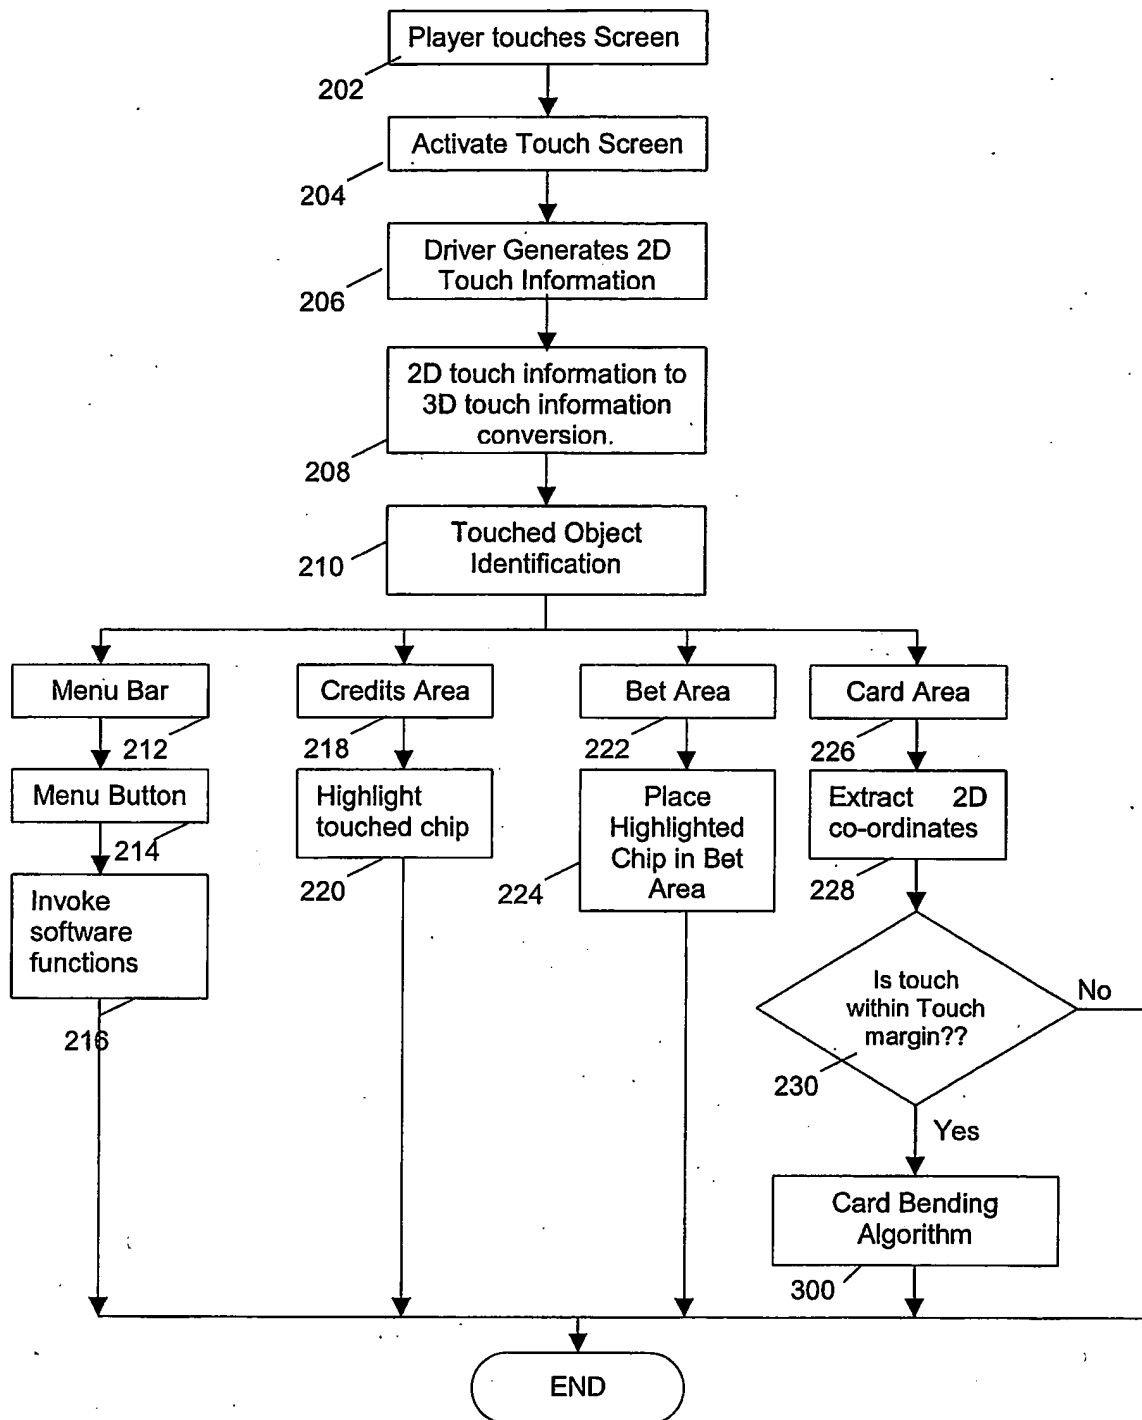 Player touches Screen
202
Activate Touch Screen
204
Driver Generates 2D
Touch Information
206
2D touch information to
3D touch information
conversion.
208
Touched Object
Identification
210
Menu Bar
212
Menu Button
214
Invoke
software
functions
216
Credits Area
218
Highlight
touched chip
220
Bet Area
222
Place
Highlighted
Chip in Bet
Area
224
Card Area
226
Extract 2D
co-ordinates
228
Is touch
within Touch
margin??
230
No
Yes
Card Bending
Algorithm
300
END